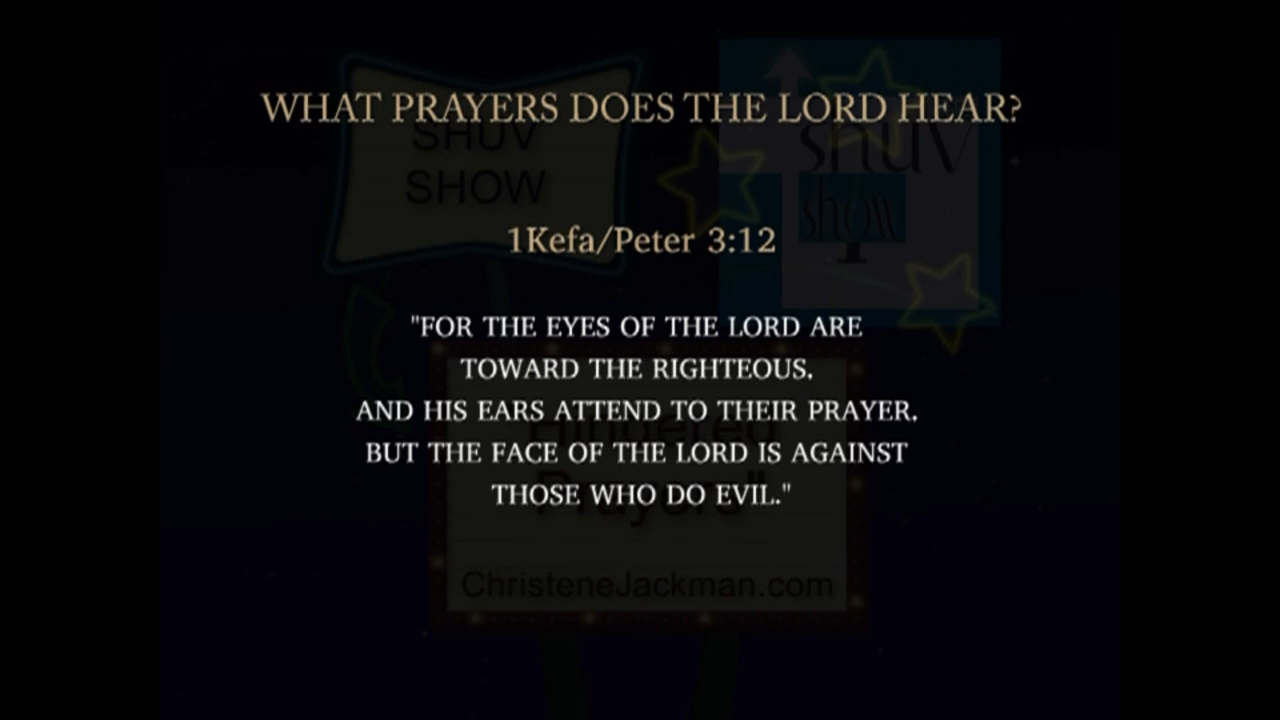 WHAT PRAYERS DOES THE LORD HEAR?
SHUV
SHOW
shuv
show
1Kefa/Peter 3:12
"FOR THE EYES OF THE LORD ARE
TOWARD THE RIGHTEOUS,
AND HIS EARS ATTEND TO THEIR PRAYER,
BUT THE FACE OF THE LORD IS AGAINST
THOSE WHO DO EVIL."
Hindered
Prayers"
ChristeneJackman.com